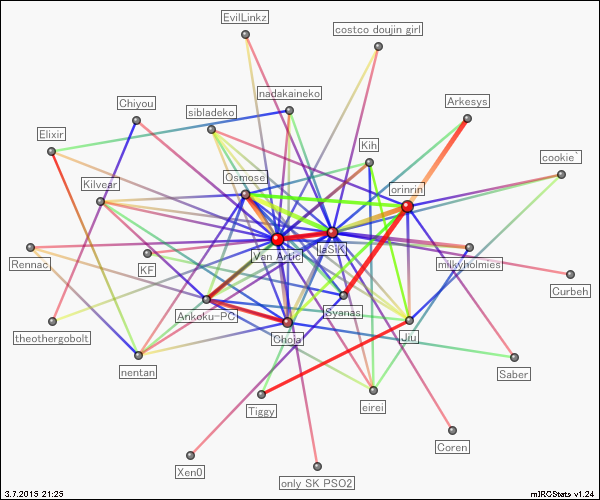 EvilLinkz
costco doujin girl
nadakaineko
Arkesys
Chiyou
sibladeko
Elixir
Kih
cookie`
Osmose
Kilvear
orinrin
Van Artic
iaSIK
milkyholmies
Rennac
KF
Curbeh
Syanas
Ankoku-PC
theothergobolt
Choja
Jiu
Saber
nentan
Tiggy
eirei
Coren
Xen0
only SK PSO2
3.7.2015 21:25
mIRCStats v1.24